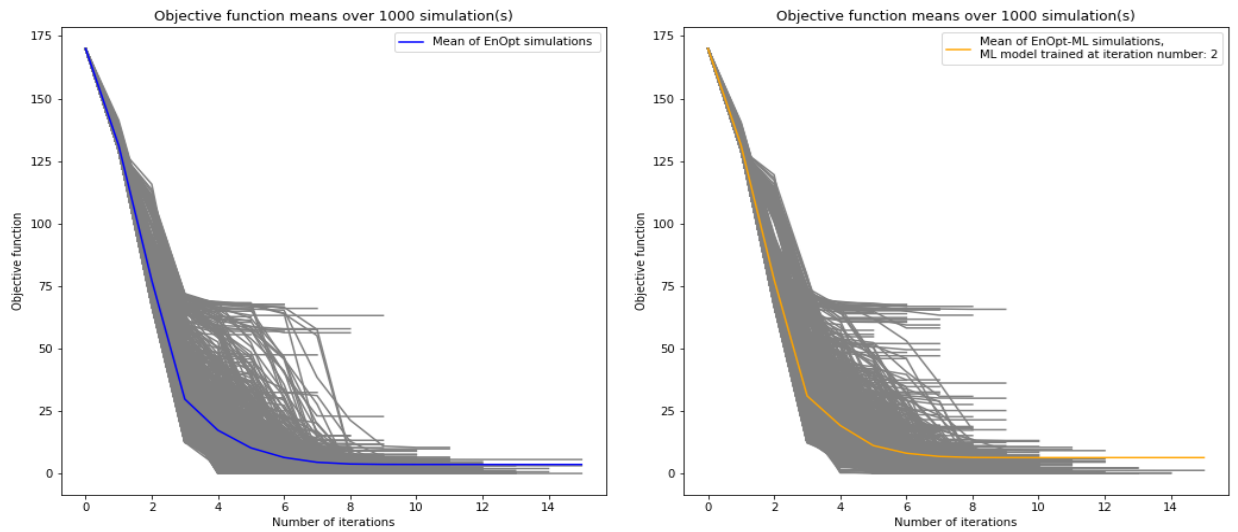 Objective function means over 1000 simulation(s)
Mean of EnOpt simulations
175
150
125
100
75
50
25
0
Objective function
0 2 4 6 8 10 12 14
Number of iterations
Objective function means over 1000 simulation(s)
Mean of EnOpt-ML simulations,
ML model trained at iteration number: 2
175
150
125
100
75
50
25
0
Objective function
0 2 4 6 8 10 12 14
Number of iterations